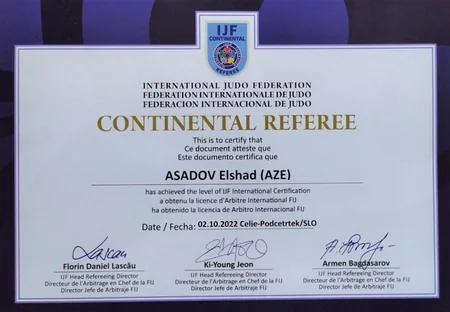 IJF
CONTINENTAL
REFEREE
INTERNATIONAL JUDO FEDERATION
FEDERATION INTERNATIONALE DE JUDO
FEDERACION INTERNACIONAL DE JUDO
CONTINENTAL REFEREE
This is to certify that
Ce document atteste que
Este documento certifica que
ASADOV Elshad (AZE)
has achieved the level of IJF International Certification
a obtenu la licence d'Arbitre International FIJ
ha obtenido la licencia de Arbitro Internacional FIJ
Date / Fecha: 02.10.2022 Celie-Podcetrtek/SLO
Florin Daniel Lascău Ki-Young Jeon Armen Bagdasarov
IJF Head Refereeing Director IJF Head Refereeing Director IJF Head Refereeing Director
Directeur de l'Arbitrage en Chef de la FIJ Directeur de l'Arbitrage en Chef de la FIJ Directeur de l'Arbitrage en Chef de la FIJ
Director Jefe de Arbitraje FIJ Director Jefe de Arbitraje FIJ Director Jefe de Arbitraje FIJ